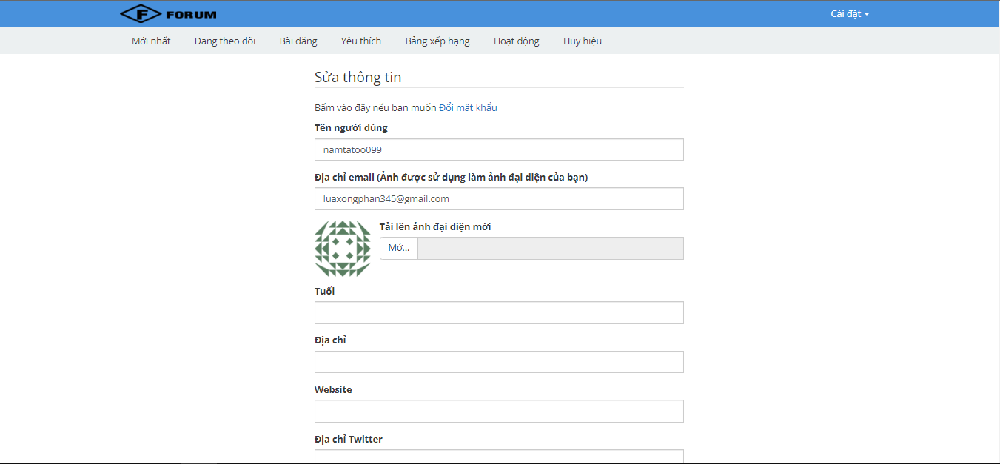 F FORUM
Cài đặt
Mới nhất Đang theo dõi Bài đăng Yêu thích Bảng xếp hạng Hoạt động Huy hiệu
Sửa thông tin
Bấm vào đây nếu bạn muốn Đổi mật khẩu
Tên người dùng
namtatoo099
Địa chỉ email (Ảnh được sử dụng làm ảnh đại diện của bạn)
luaxongphan345@gmail.com
Tải lên ảnh đại diện mới
Mở...
Tuổi
Địa chỉ
Website
Địa chỉ Twitter